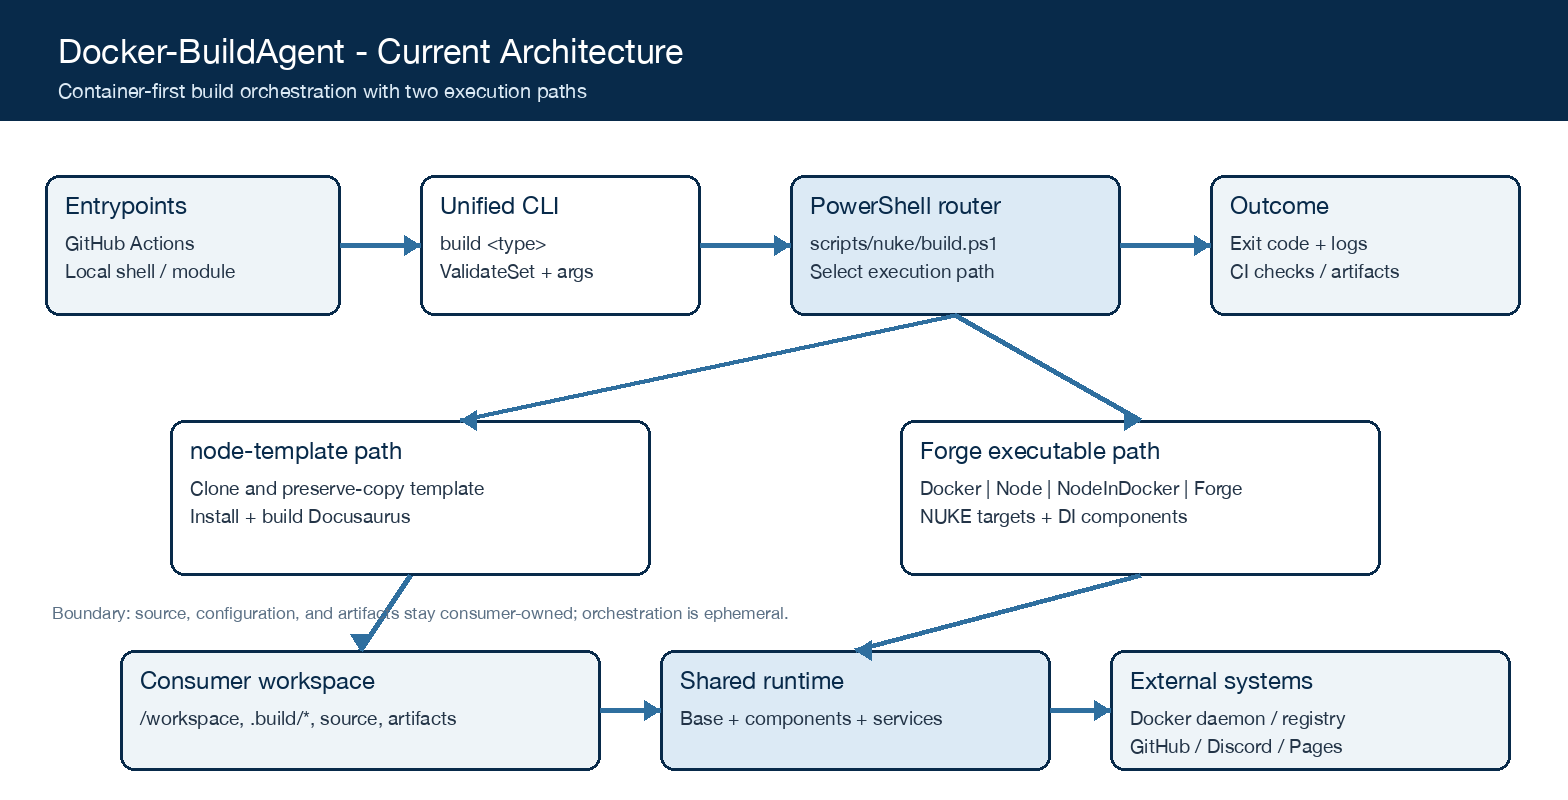 Docker-BuildAgent - Current Architecture
Container-first build orchestration with two execution paths
Entrypoints
GitHub Actions
Local shell / module
Unified CLI
build <type>
ValidateSet + args
PowerShell router
scripts/nuke/build.ps1
Select execution path
Outcome
Exit code + logs
CI checks / artifacts
node-template path
Clone and preserve-copy template
Install + build Docusaurus
Forge executable path
Docker | Node | NodeInDocker | Forge
NUKE targets + DI components
Boundary: source, configuration, and artifacts stay consumer-owned; orchestration is ephemeral.
Consumer workspace
/workspace, .build/*, source, artifacts
Shared runtime
Base + components + services
External systems
Docker daemon / registry
GitHub / Discord / Pages